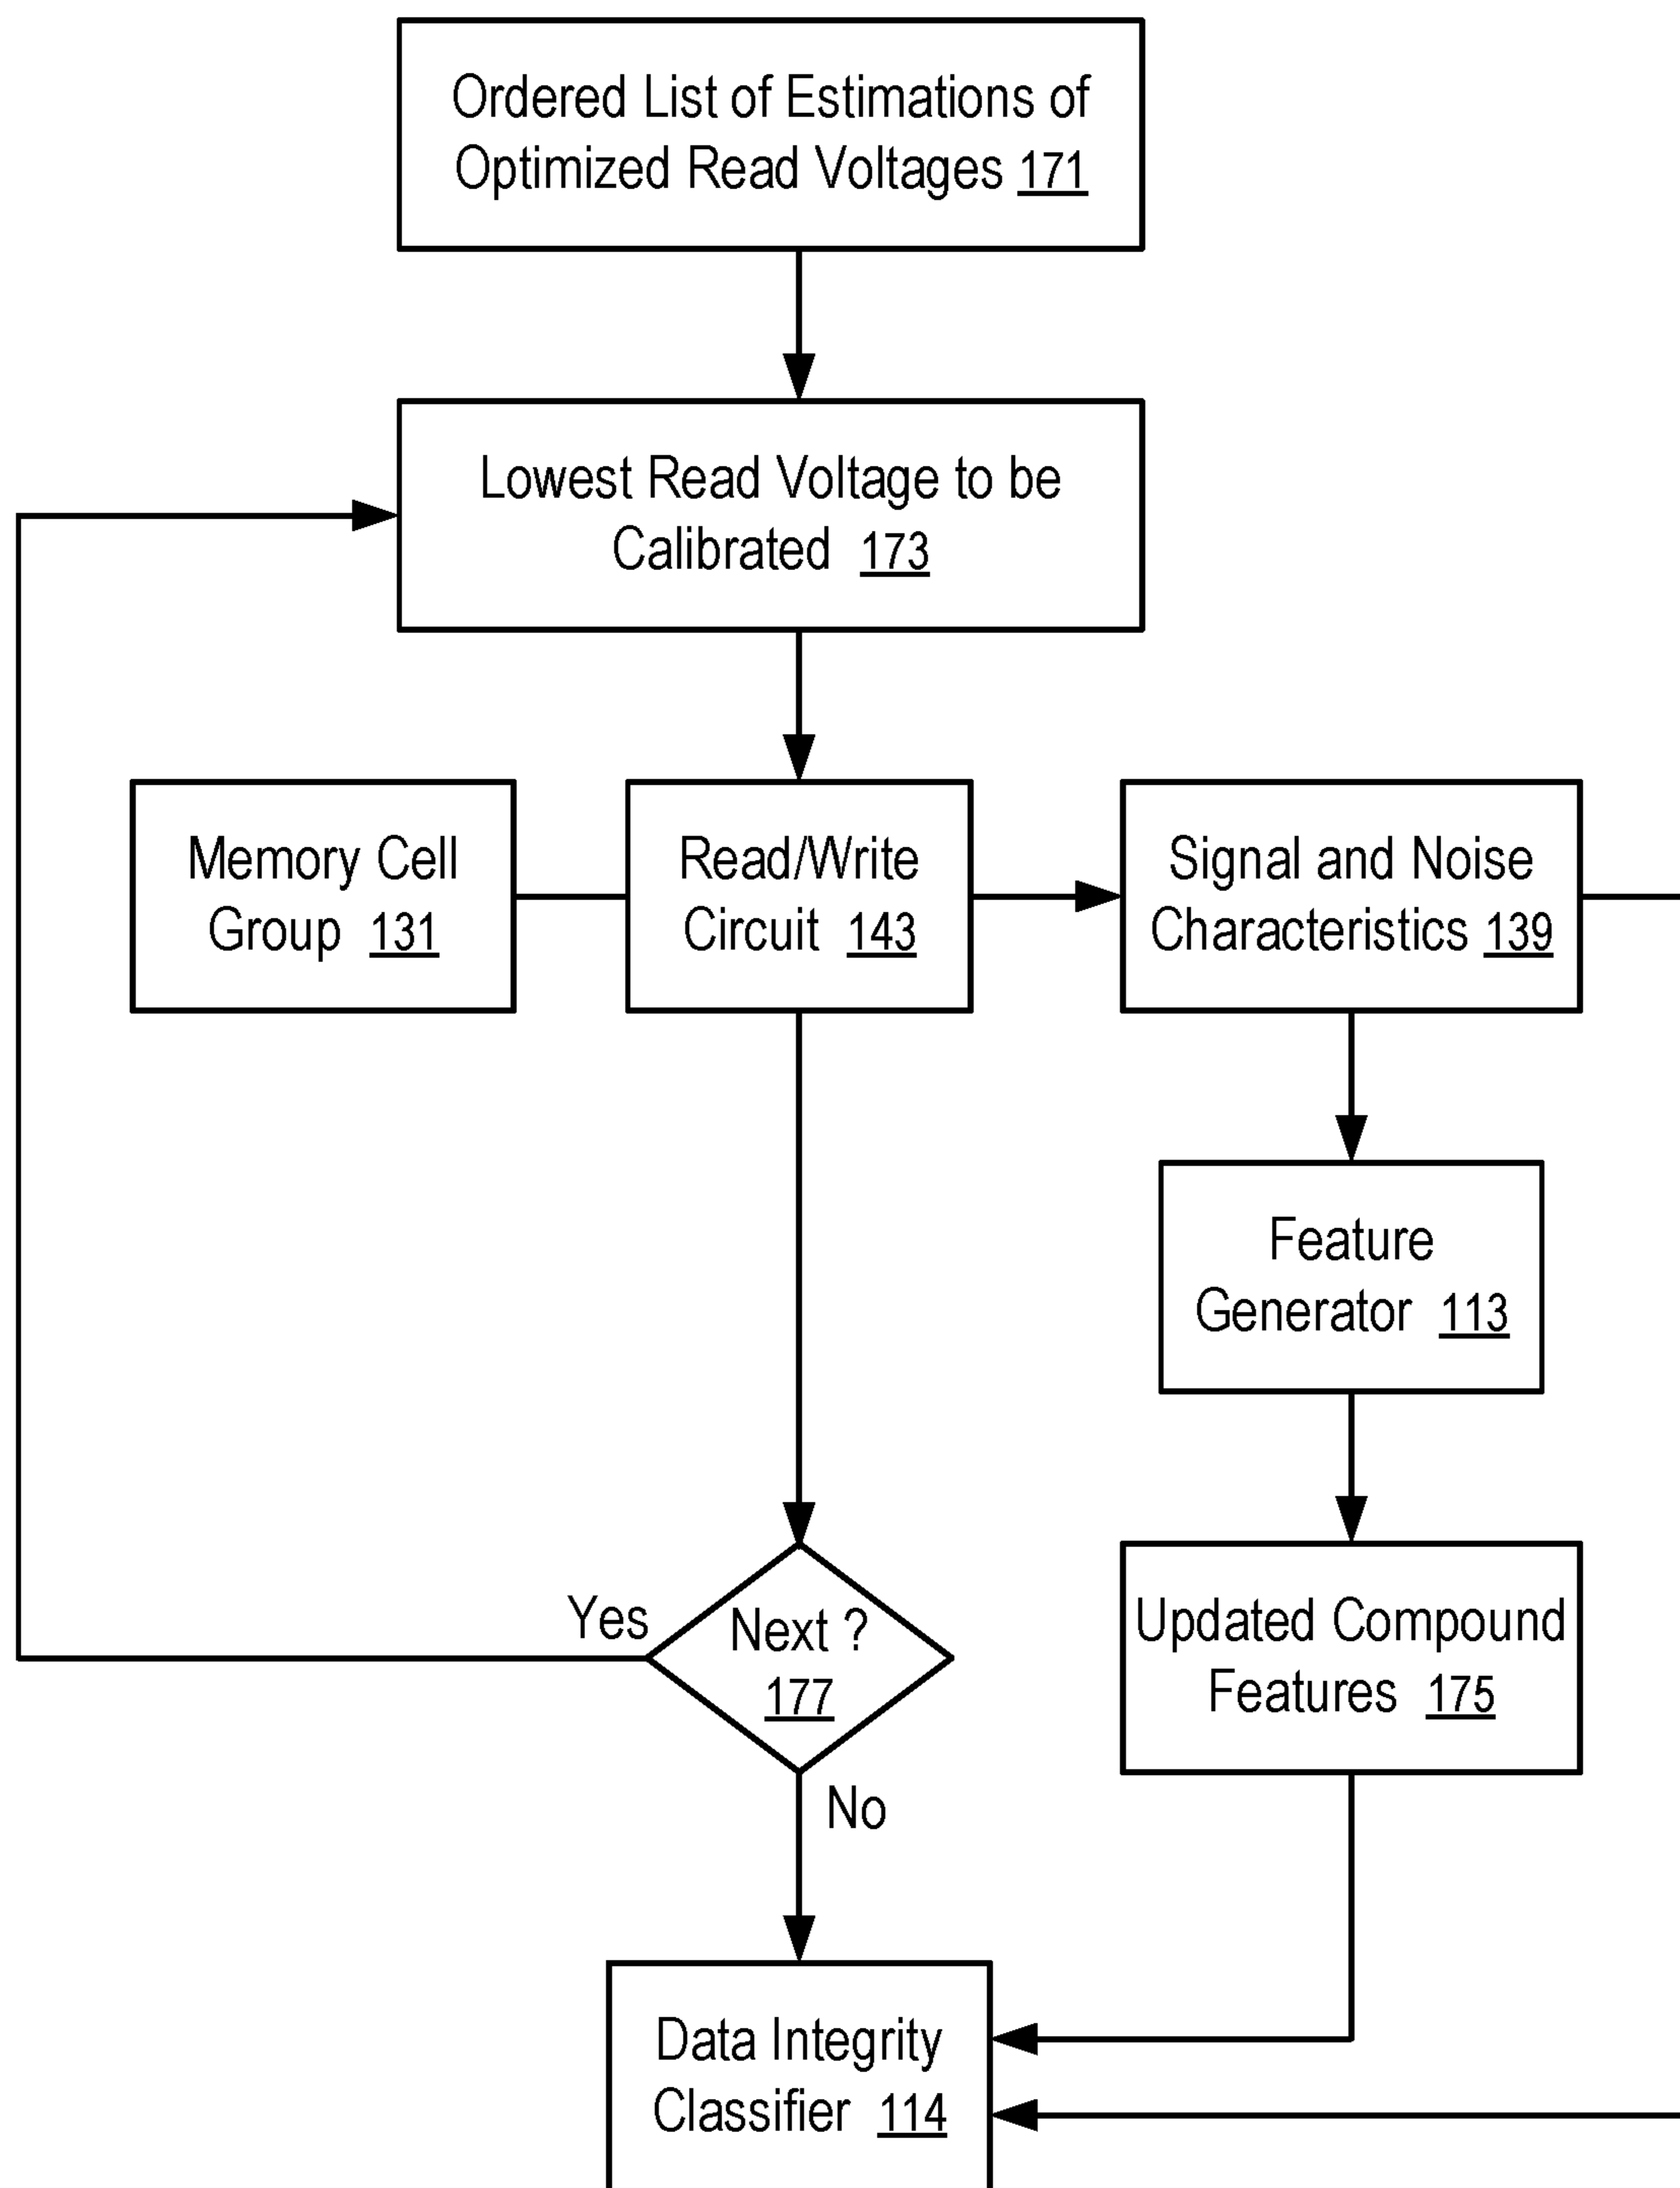 Ordered List of Estimations of
Optimized Read Voltages 171
Lowest Read Voltage to be
Calibrated 173
Memory Cell
Group 131
Read/Write
Circuit 143
Signal and Noise
Characteristics 139
Feature
Generator 113
Yes
Next ?
177
No
Updated Compound
Features 175
Data Integrity
Classifier 114